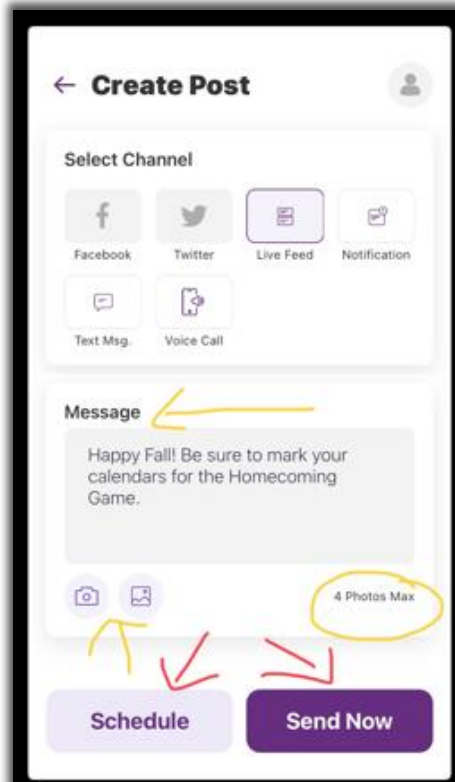 Create Post
Select Channel
Facebook Twitter Live Feed Notification
Text Msg. Voice Call
Message
Happy Fall! Be sure to mark your
calendars for the Homecoming
Game.
4 Photos Max
Schedule Send Now